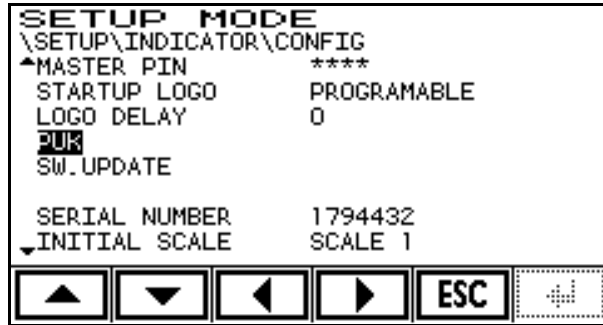 SETUP MODE
\SETUP\INDICATOR\CONFIG
MASTER PIN ****
STARTUP LOGO PROGRAMABLE
LOGO DELAY 0
PUK
SW.UPDATE
SERIAL NUMBER 1794432
INITIAL SCALE SCALE 1
ESC